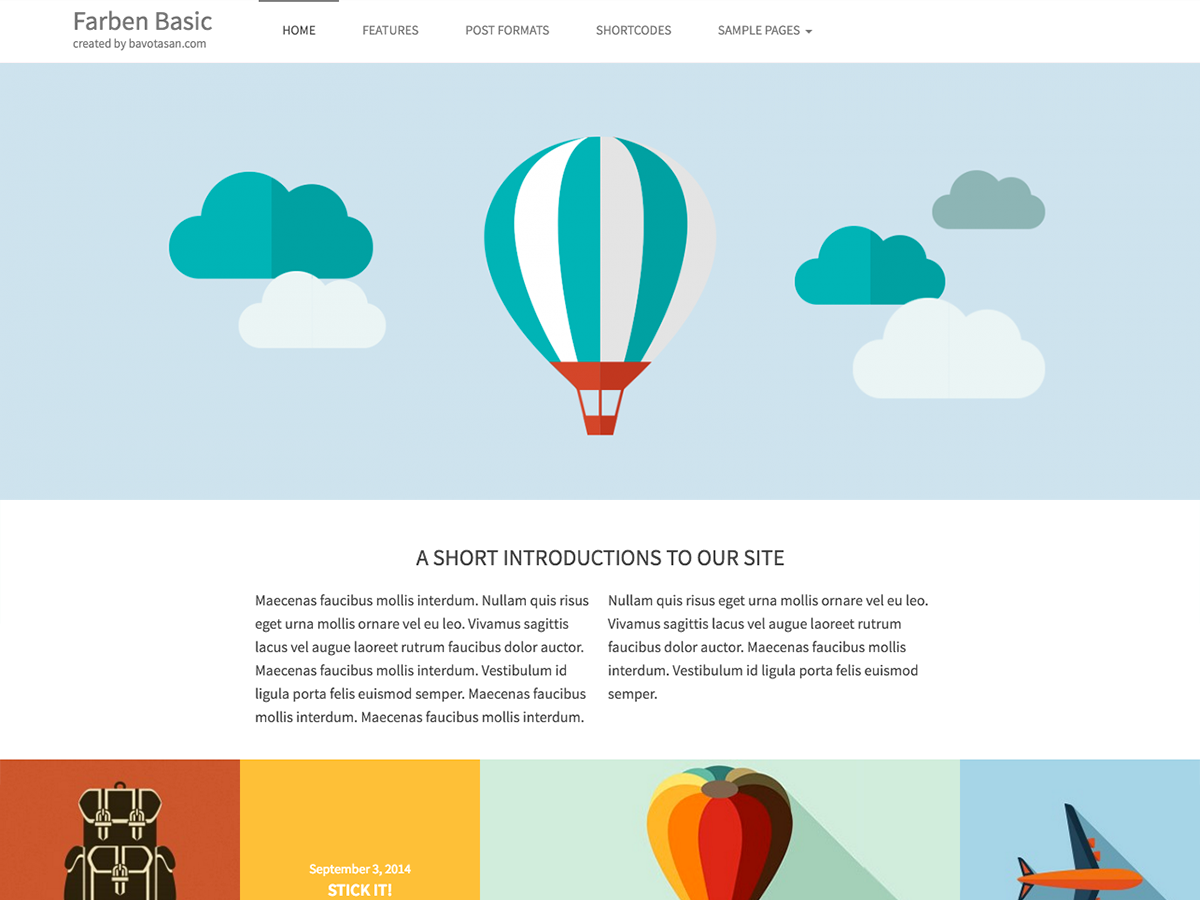 Farben Basic
created by bavotasan.com
HOME FEATURES POST FORMATS SHORTCODES SAMPLE PAGES
A SHORT INTRODUCTIONS TO OUR SITE
Maecenas faucibus mollis interdum. Nullam quis risus
eget urna mollis ornare vel eu leo. Vivamus sagittis
lacus vel augue laoreet rutrum faucibus dolor auctor.
Maecenas faucibus mollis interdum. Vestibulum id
ligula porta felis euismod semper. Maecenas faucibus
mollis interdum. Maecenas faucibus mollis interdum.
Nullam quis risus eget urna mollis ornare vel eu leo.
Vivamus sagittis lacus vel augue laoreet rutrum
faucibus dolor auctor. Maecenas faucibus mollis
interdum. Vestibulum id ligula porta felis euismod
semper.
September 3, 2014
STICK IT!